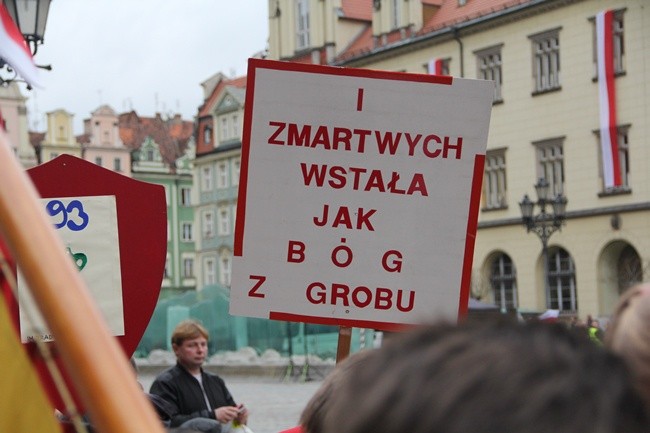 I
ZMARTWYCH
WSTAŁA
JAK
BÓG
Z GROBU
93